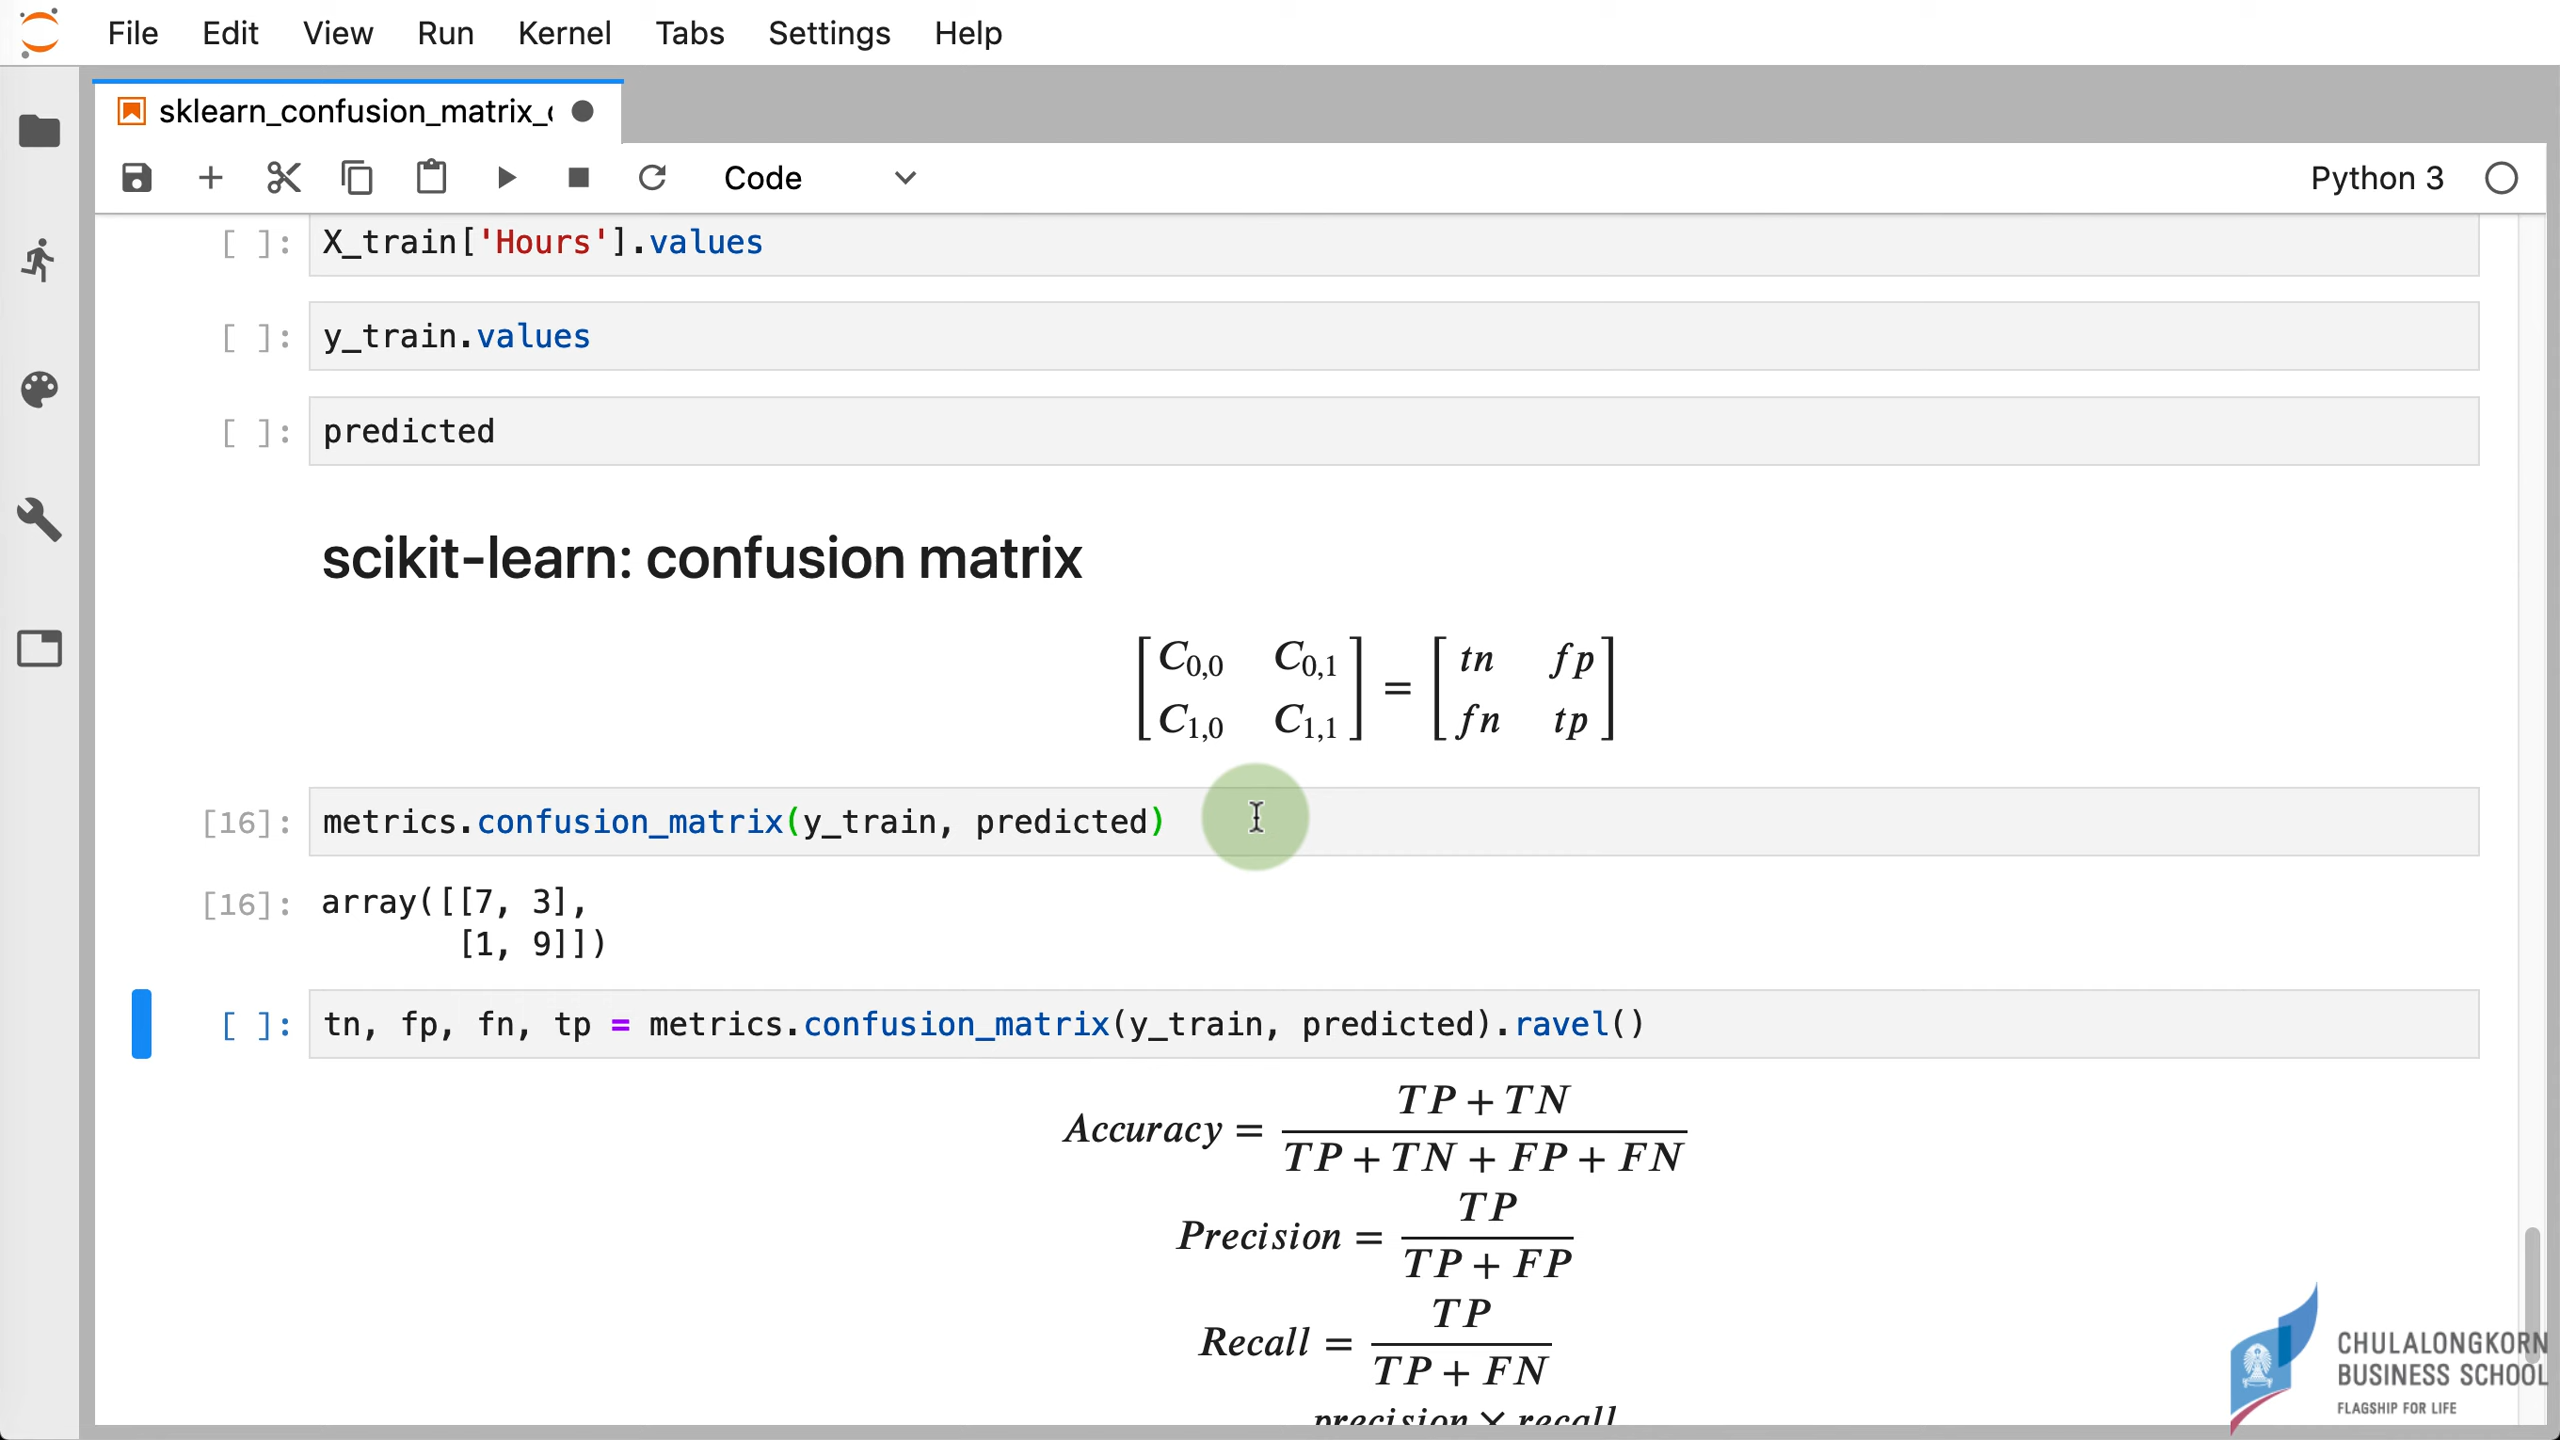 File Edit View Run Kernel Tabs Settings Help
sklearn_confusion_matrix_
Code Python 3
[ ]: X_train['Hours'].values
[ ]: y_train.values
[ ]: predicted
scikit-learn: confusion matrix
C0,0 C0,1 = tn fp
C1,0 C1,1 fn tp
[16]: metrics.confusion_matrix(y_train, predicted)
[16]: array([[7, 3],
[1, 9]])
[ ]: tn, fp, fn, tp = metrics.confusion_matrix(y_train, predicted).ravel()
Accuracy = TP + TN
TP + TN + FP + FN
Precision = TP
TP + FP
Recall = TP
TP + FN
precision × recall
CHULALONGKORN
BUSINESS SCHOOL
FLAGSHIP FOR LIFE